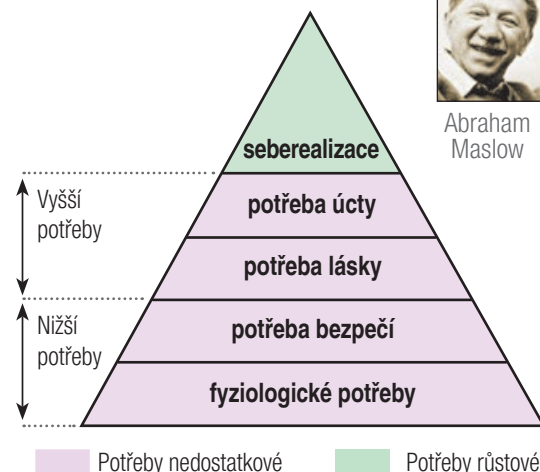 Abraham
Maslow
seberealizace
Vyšší
potřeby
potřeba úcty
potřeba lásky
Nižší
potřeby
potřeba bezpečí
fyziologické potřeby
Potřeby nedostatkové
Potřeby růstové